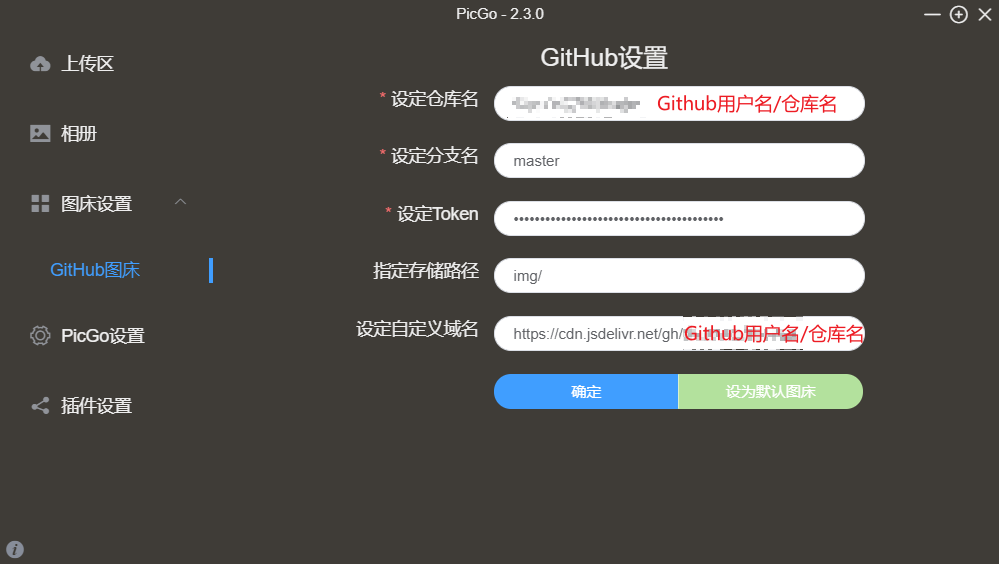 PicGo - 2.3.0
上传区
相册
图床设置
GitHub图床
PicGo设置
插件设置
GitHub设置
* 设定仓库名
Github用户名/仓库名
* 设定分支名
master
* 设定Token
••••••••••••••••••••••••••••••••••••••••
指定存储路径
img/
设定自定义域名
https://cdn.jsdelivr.net/gh/
Github用户名/仓库名
确定
设为默认图床